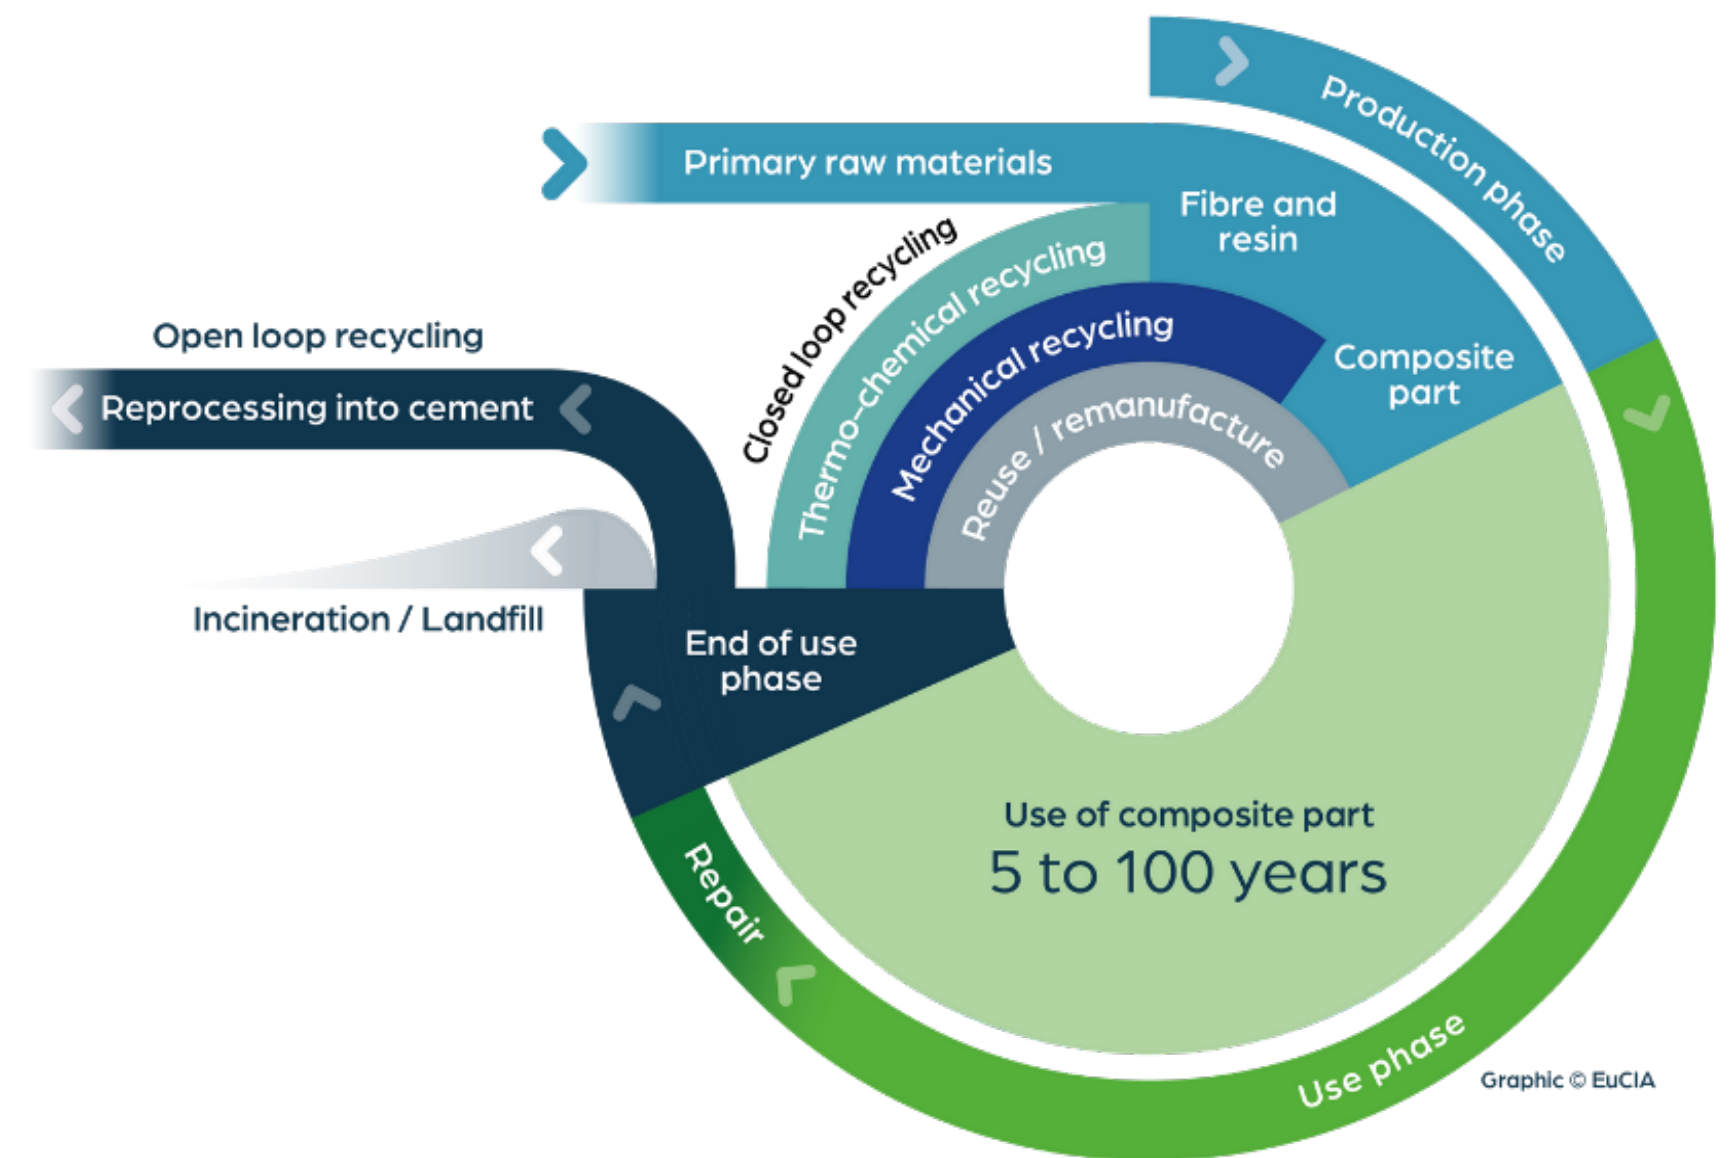 Production phase
Primary raw materials
Fibre and
resin
Closed loop recycling
Thermo-chemical recycling
Mechanical recycling
Reuse / remanufacture
Composite
part
Open loop recycling
Reprocessing into cement
Incineration / Landfill
End of use
phase
Use of composite part
5 to 100 years
Repair
Use phase
Graphic © EuCIA